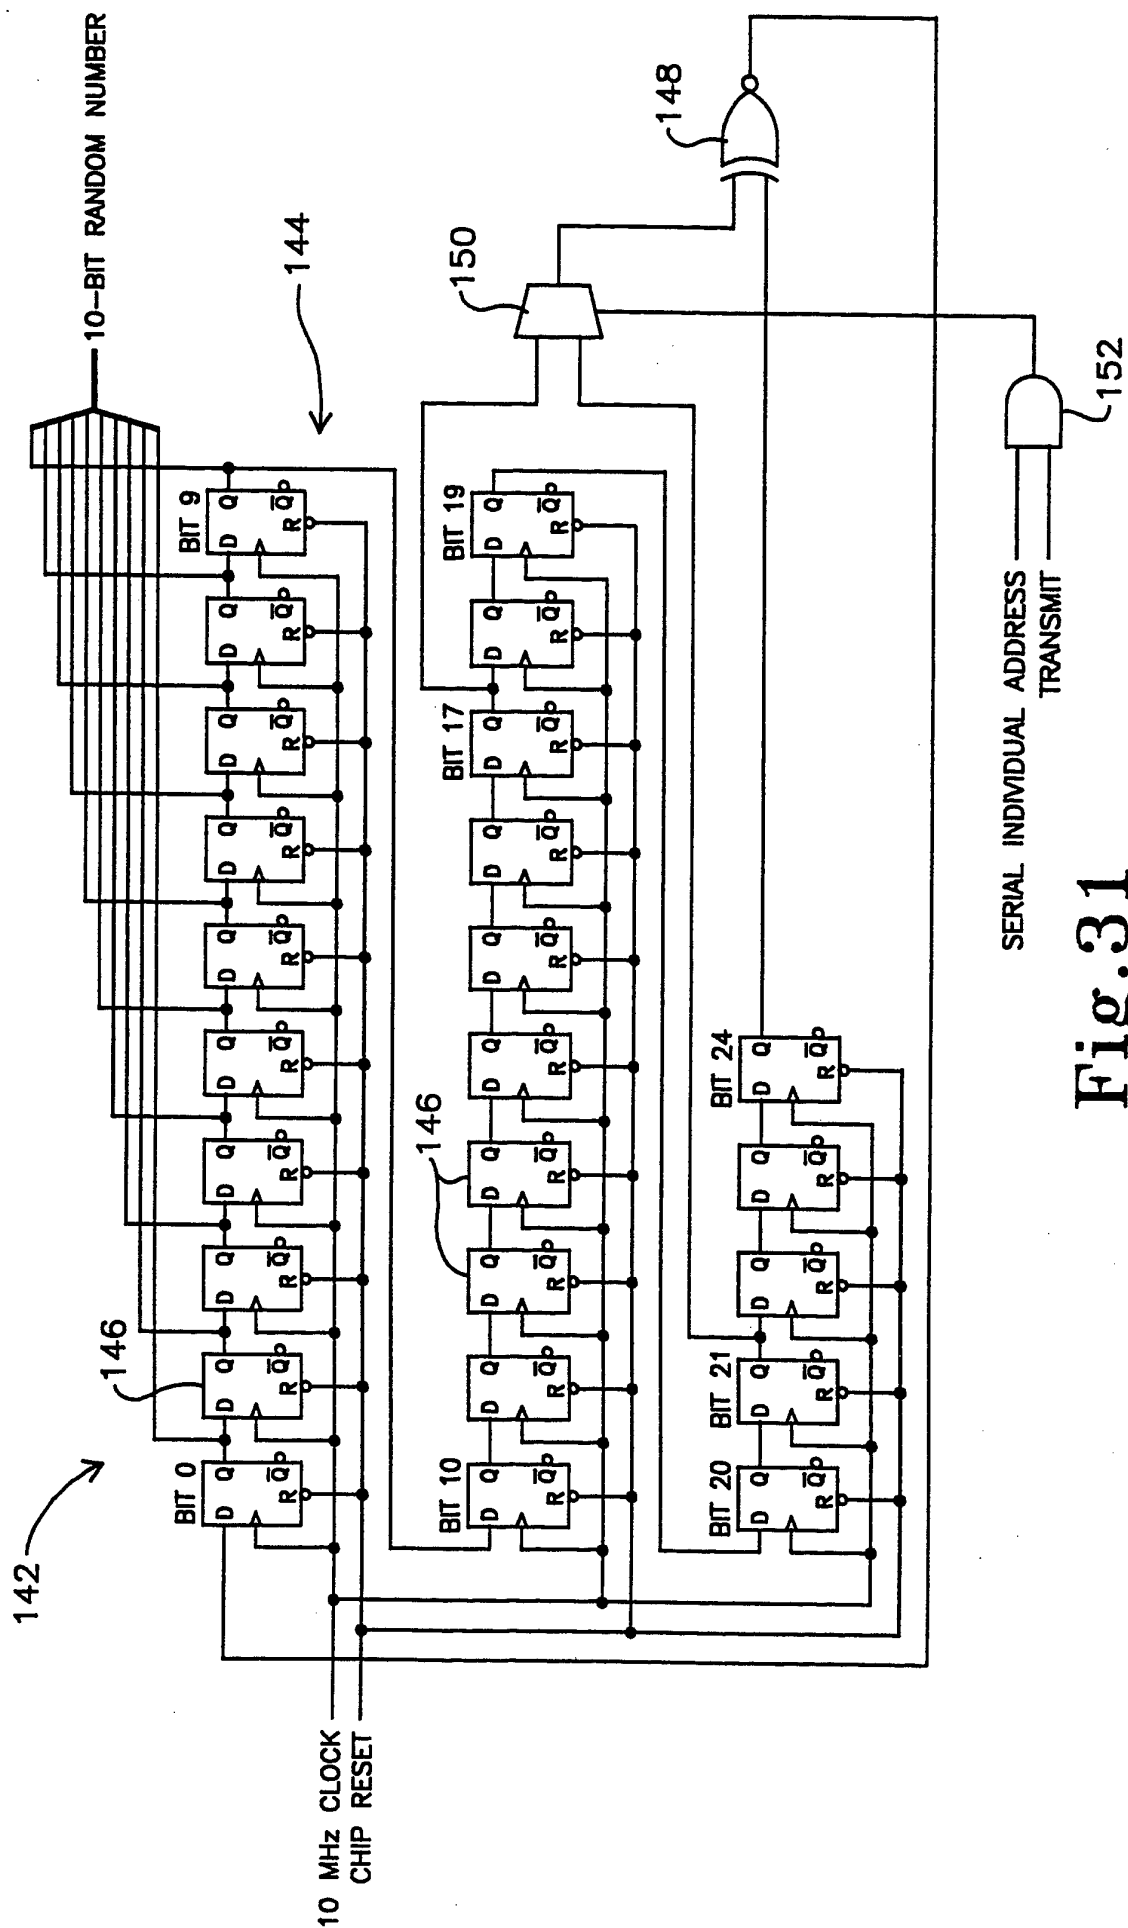 142
10-BIT RANDOM NUMBER
146
BIT 0
BIT 9
D Q D Q D Q D Q D Q D Q D Q D Q D Q D Q
R Q̅ R Q̅ R Q̅ R Q̅ R Q̅ R Q̅ R Q̅ R Q̅ R Q̅ R Q̅
144
10 MHz CLOCK
CHIP RESET
146
BIT 10
BIT 17
BIT 19
150
D Q D Q D Q D Q D Q D Q D Q D Q D Q D Q
R Q̅ R Q̅ R Q̅ R Q̅ R Q̅ R Q̅ R Q̅ R Q̅ R Q̅ R Q̅
148
BIT 20
BIT 21
BIT 24
D Q D Q D Q D Q D Q
R Q̅ R Q̅ R Q̅ R Q̅ R Q̅
SERIAL INDIVIDUAL ADDRESS
TRANSMIT
152
Fig.31